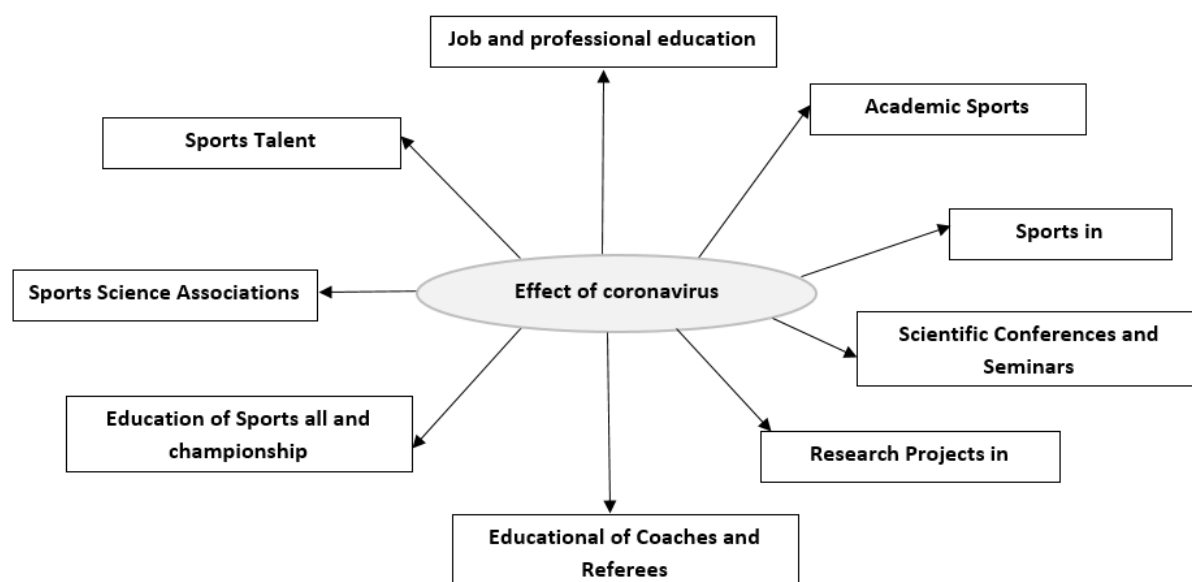 Job and professional education
Academic Sports
Sports Talent
Sports in
Sports Science Associations
Effect of coronavirus
Scientific Conferences and
Seminars
Education of Sports all and
championship
Research Projects in
Educational of Coaches and
Referees